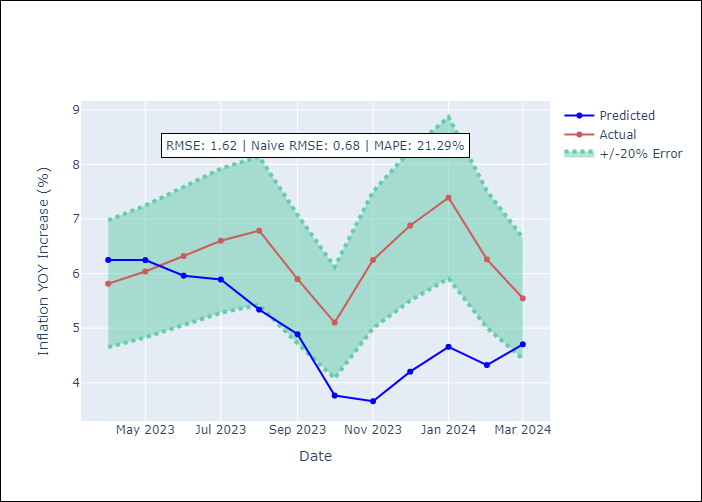 RMSE: 1.62 | Naive RMSE: 0.68 | MAPE: 21.29%
Predicted
Actual
+/-20% Error
Inflation YOY Increase (%)
9
8
7
6
5
4
May 2023 Jul 2023 Sep 2023 Nov 2023 Jan 2024 Mar 2024
Date